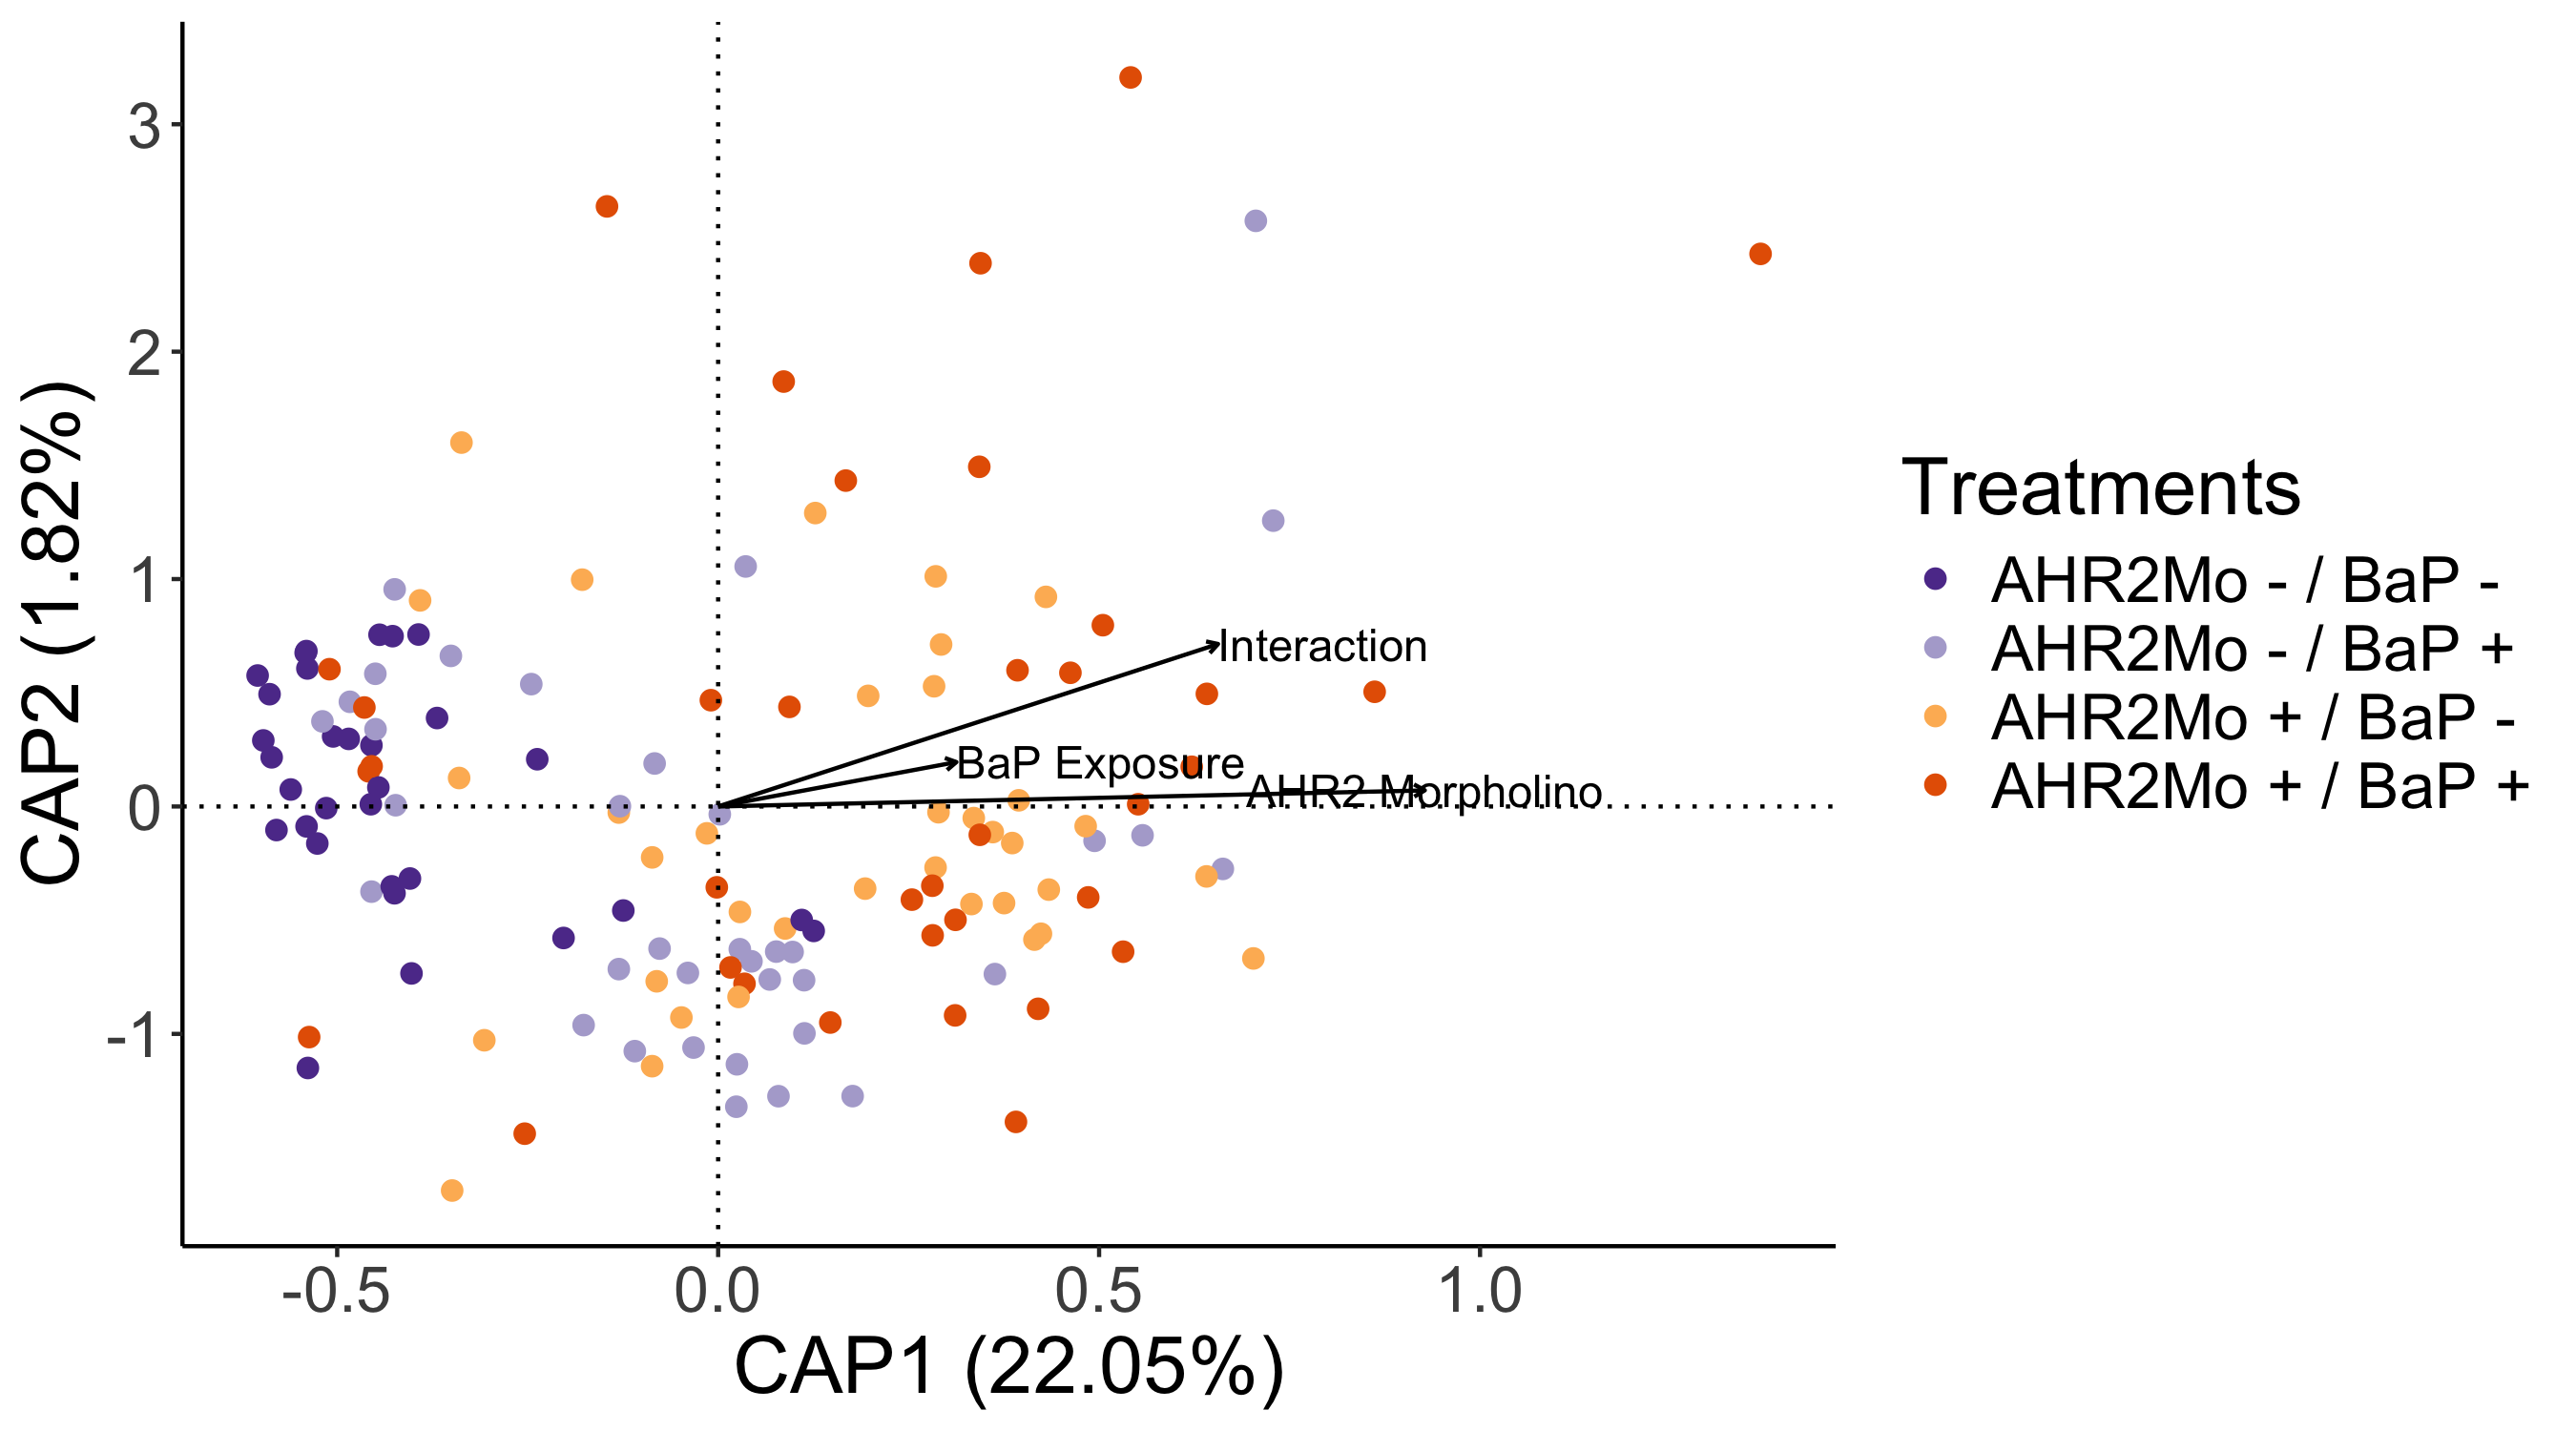 3
2
1
0
-1
CAP2 (1.82%)
Interaction
BaP Exposure
AHR2 Morpholino
-0.5 0.0 0.5 1.0
CAP1 (22.05%)
Treatments
AHR2Mo - / BaP -
AHR2Mo - / BaP +
AHR2Mo + / BaP -
AHR2Mo + / BaP +